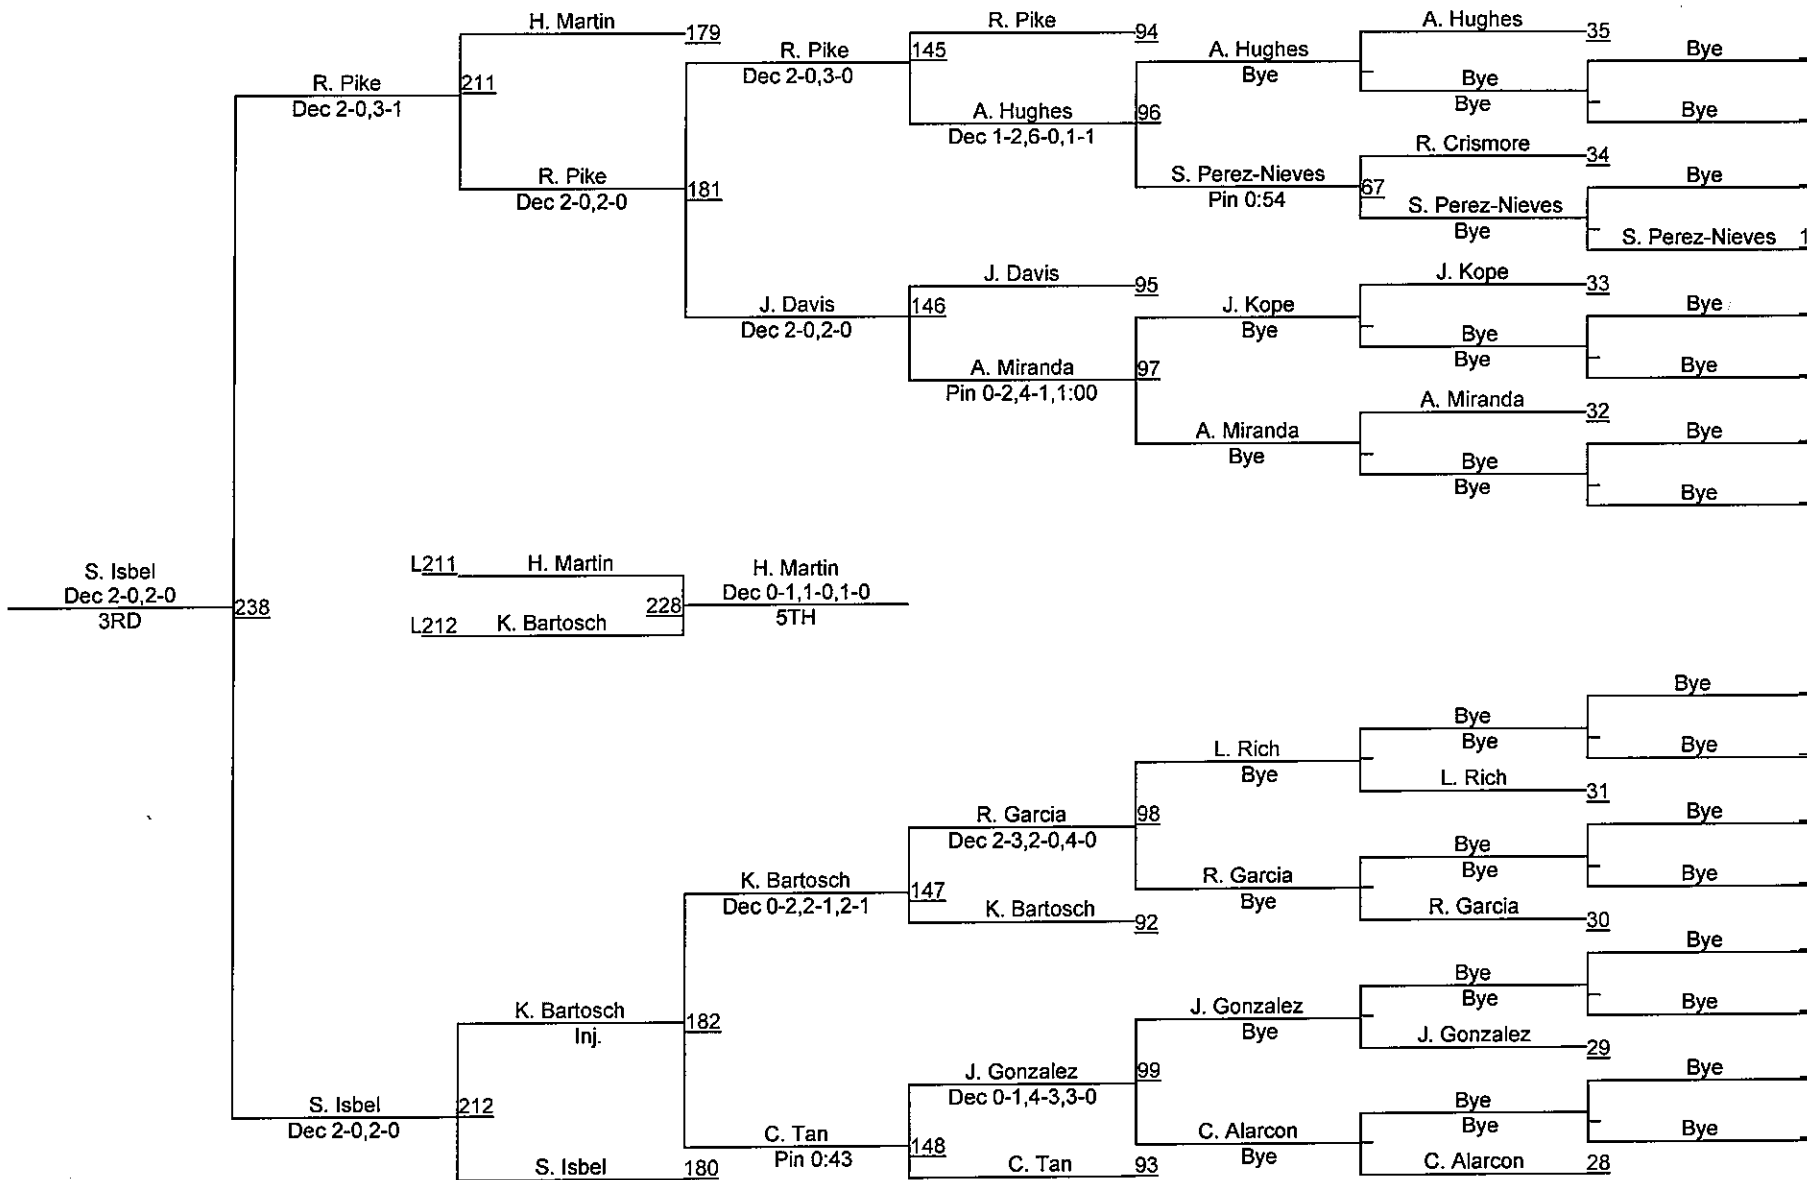 H. Martin
179
R. Pike
Dec 2-0,3-1
211
R. Pike
Dec 2-0,2-0
181
R. Pike
Dec 2-0,3-0
145
R. Pike
94
A. Hughes
Dec 1-2,6-0,1-1
96
A. Hughes
Bye
A. Hughes
35
Bye
Bye
Bye
Bye
R. Crismore
34
S. Perez-Nieves
Pin 0:54
67
S. Perez-Nieves
Bye
Bye
S. Perez-Nieves 1
J. Davis
Dec 2-0,2-0
146
J. Davis
95
A. Miranda
Pin 0-2,4-1,1:00
97
J. Kope
Bye
J. Kope
33
Bye
Bye
Bye
Bye
A. Miranda
Bye
A. Miranda
32
Bye
Bye
Bye
Bye
S. Isbel
Dec 2-0,2-0
3RD
238
L211 H. Martin
L212 K. Bartosch
228
H. Martin
Dec 0-1,1-0,1-0
5TH
Bye
Bye
Bye
Bye
L. Rich
Bye
L. Rich
31
R. Garcia
Dec 2-3,2-0,4-0
98
Bye
Bye
Bye
Bye
R. Garcia
Bye
R. Garcia
30
K. Bartosch
Dec 0-2,2-1,2-1
147
K. Bartosch
92
K. Bartosch
Inj.
182
Bye
Bye
Bye
Bye
J. Gonzalez
Bye
J. Gonzalez
29
J. Gonzalez
Dec 0-1,4-3,3-0
99
Bye
Bye
Bye
Bye
C. Alarcon
Bye
C. Alarcon
28
S. Isbel
Dec 2-0,2-0
212
C. Tan
Pin 0:43
148
C. Tan
93
S. Isbel
180